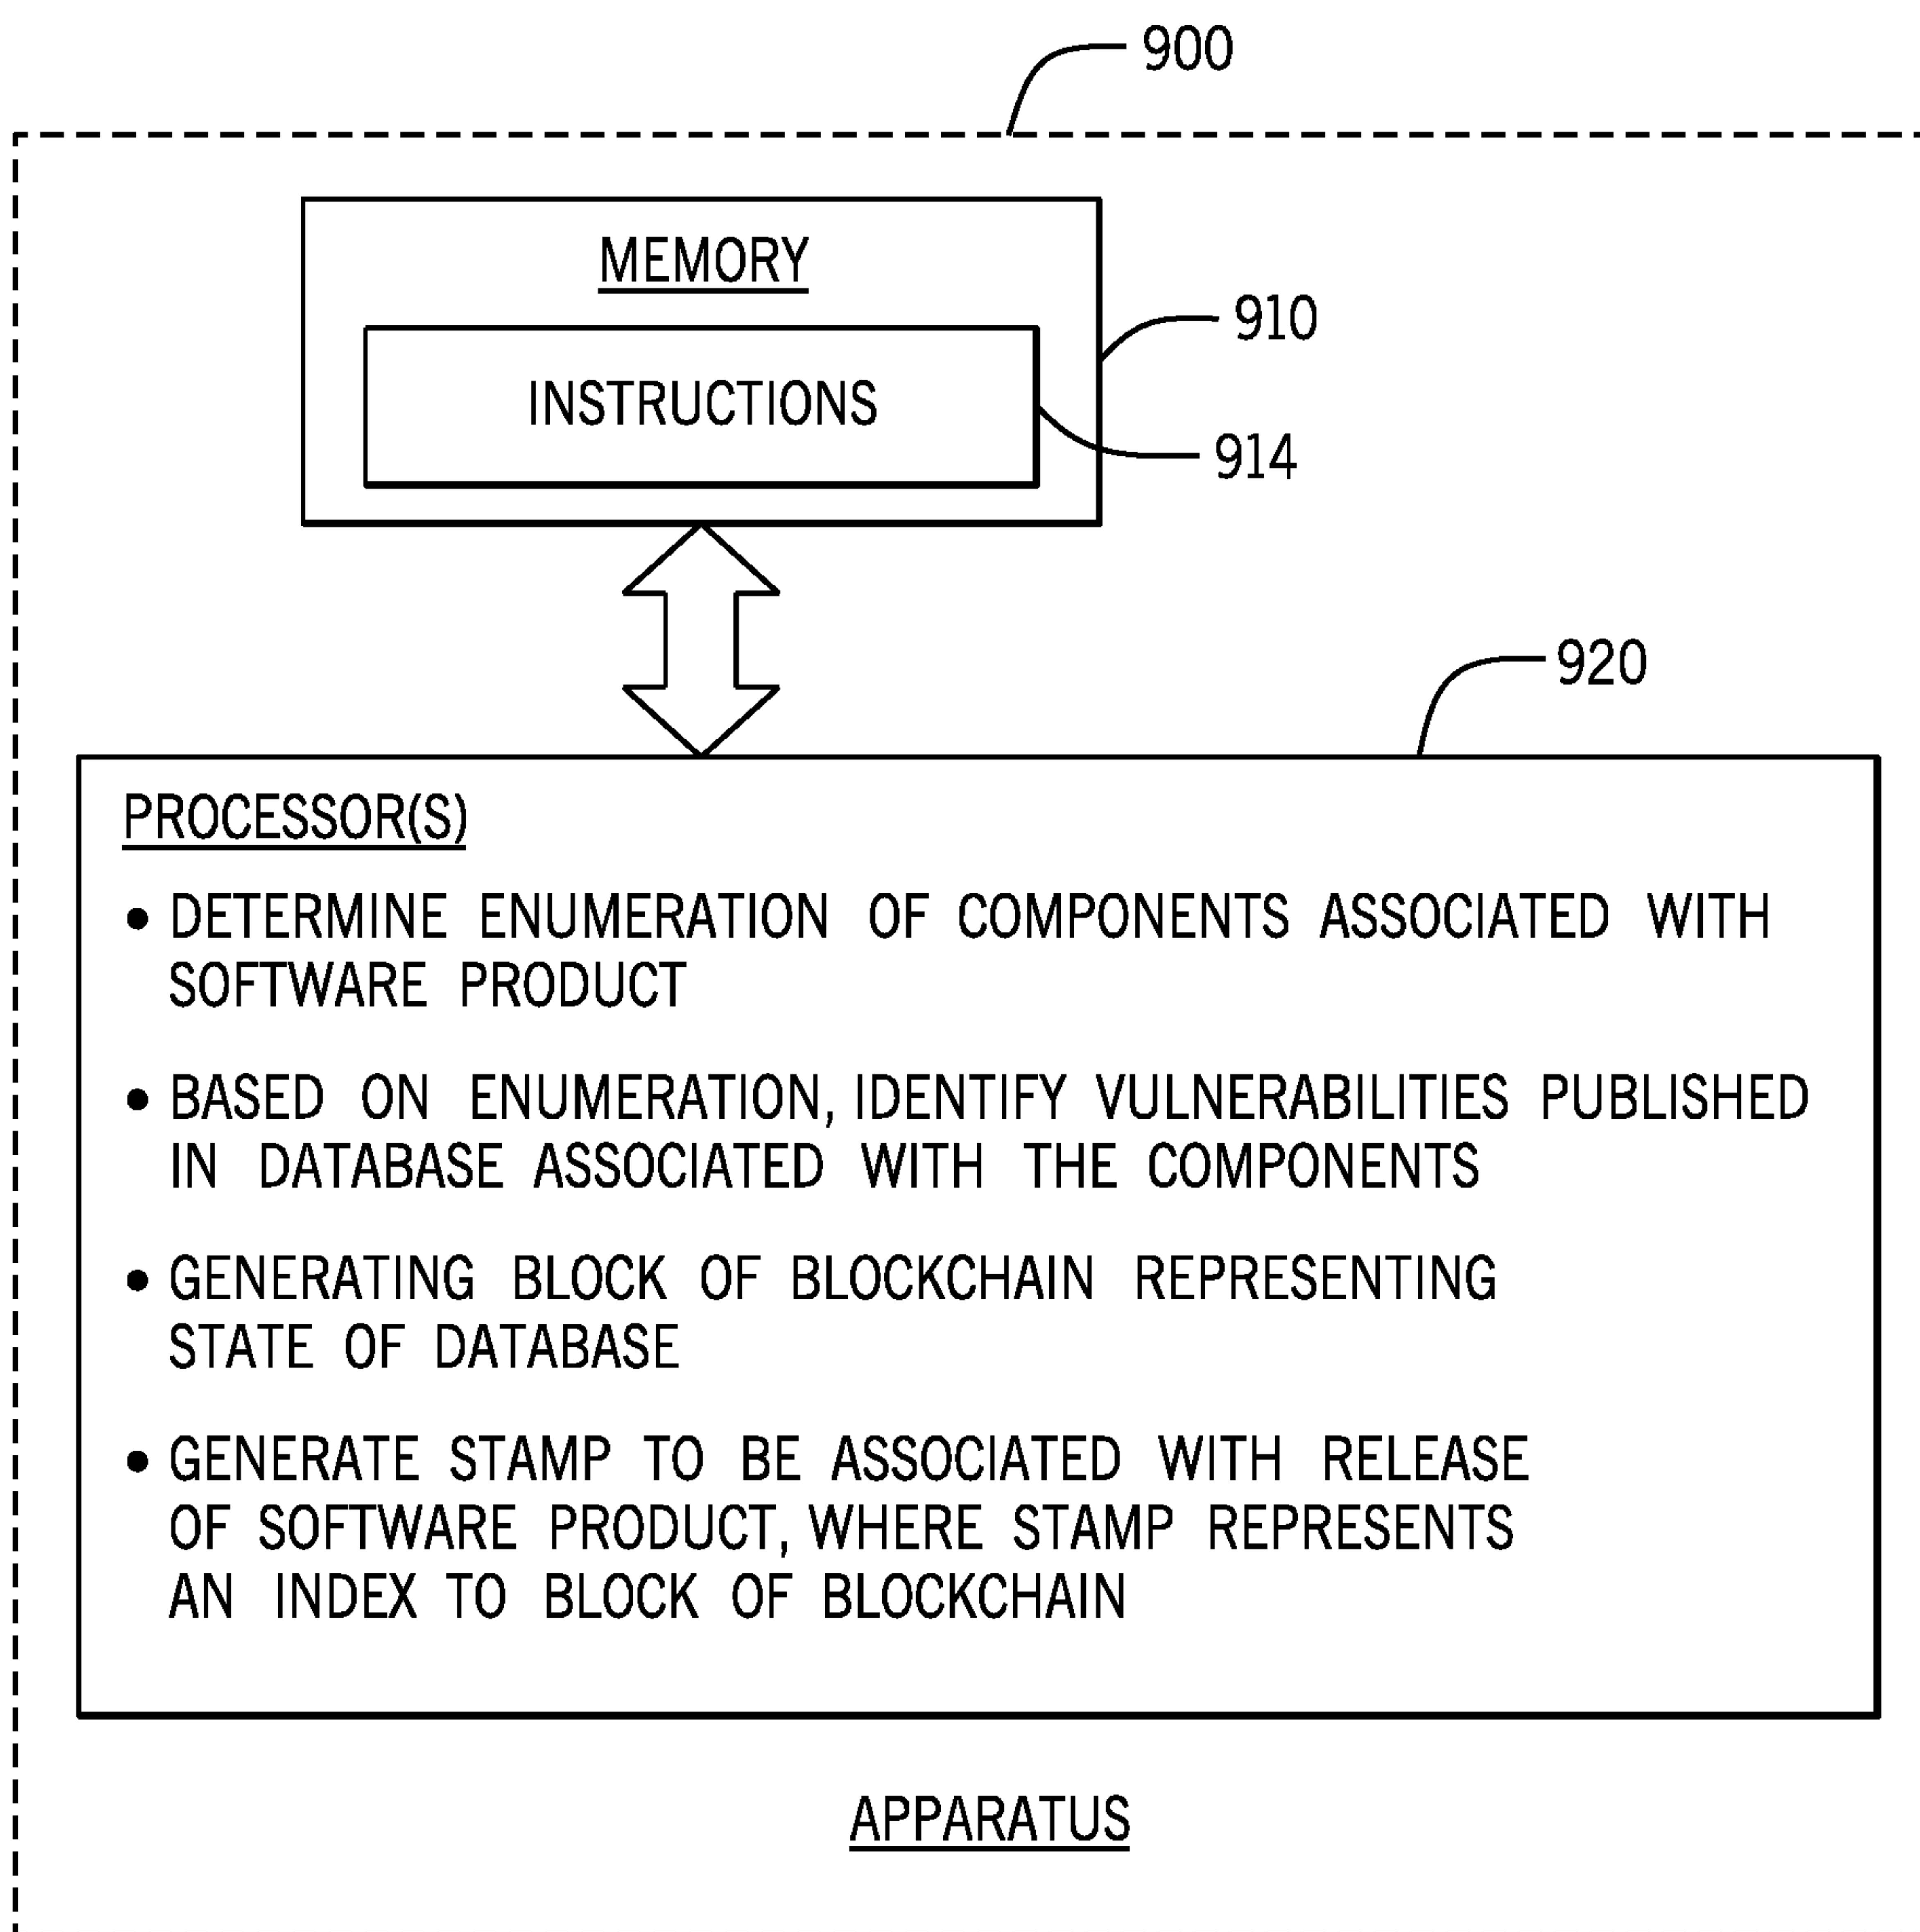 900
MEMORY
910
INSTRUCTIONS
914
920
PROCESSOR(S)
• DETERMINE ENUMERATION OF COMPONENTS ASSOCIATED WITH
SOFTWARE PRODUCT
• BASED ON ENUMERATION, IDENTIFY VULNERABILITIES PUBLISHED
IN DATABASE ASSOCIATED WITH THE COMPONENTS
• GENERATING BLOCK OF BLOCKCHAIN REPRESENTING
STATE OF DATABASE
• GENERATE STAMP TO BE ASSOCIATED WITH RELEASE
OF SOFTWARE PRODUCT, WHERE STAMP REPRESENTS
AN INDEX TO BLOCK OF BLOCKCHAIN
APPARATUS